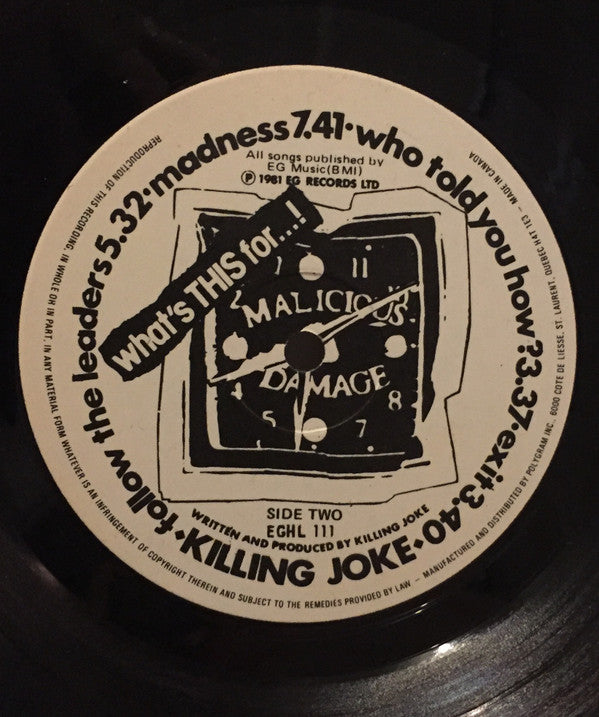 •follow the leaders 5.32•madness 7.41•who told you how? 3.37•exit 3.40•KILLING JOKE
All songs published by
EG Music (BMI)
Ⓟ 1981 EG RECORDS LTD
What's THIS for...!
11
MALICIOUS
DAMAGE
4
8
5
7
SIDE TWO
EGHL 111
WRITTEN AND PRODUCED BY KILLING JOKE
REPRODUCTION OF THIS RECORDING, IN WHOLE OR IN PART, IN ANY MATERIAL FORM WHATEVER IS AN INFRINGEMENT OF COPYRIGHT THEREIN AND SUBJECT TO THE REMEDIES PROVIDED BY LAW – MANUFACTURED AND DISTRIBUTED BY POLYGRAM INC., 6000 COTE DE LIESSE, ST. LAURENT, QUEBEC H4T 1E3 – MADE IN CANADA